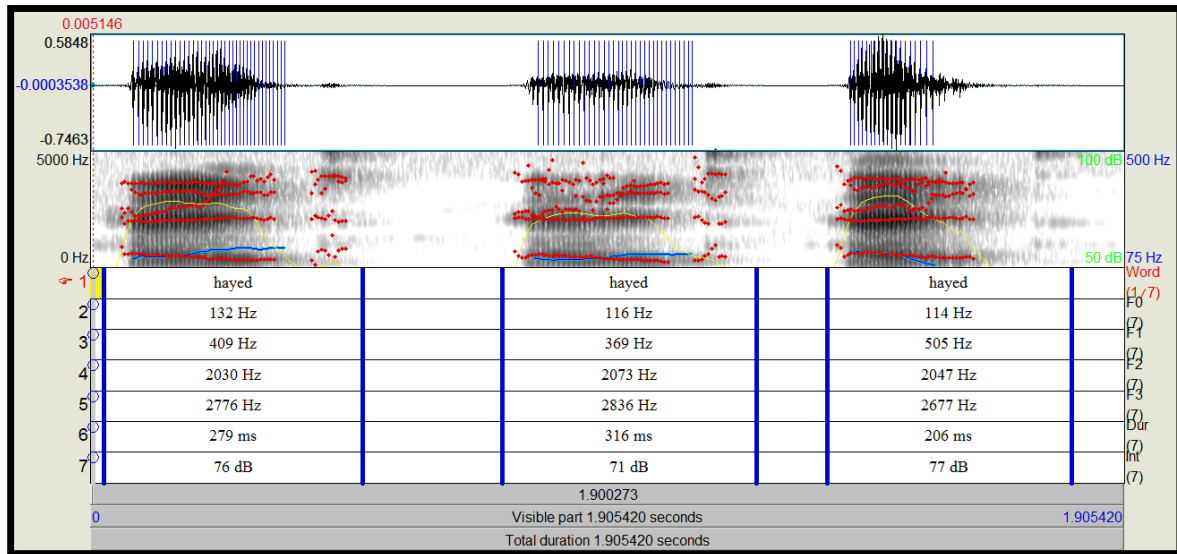 0.005146
0.5848
-0.0003538
-0.7463
5000 Hz 100 dB 500 Hz
0 Hz 50 dB 75 Hz
1 hayed hayed hayed Word (1/7)
2 132 Hz 116 Hz 114 Hz F0 (7)
3 409 Hz 369 Hz 505 Hz F1 (7)
4 2030 Hz 2073 Hz 2047 Hz F2 (7)
5 2776 Hz 2836 Hz 2677 Hz F3 (7)
6 279 ms 316 ms 206 ms Dur (7)
7 76 dB 71 dB 77 dB Int (7)
1.900273
0 Visible part 1.905420 seconds 1.905420
Total duration 1.905420 seconds